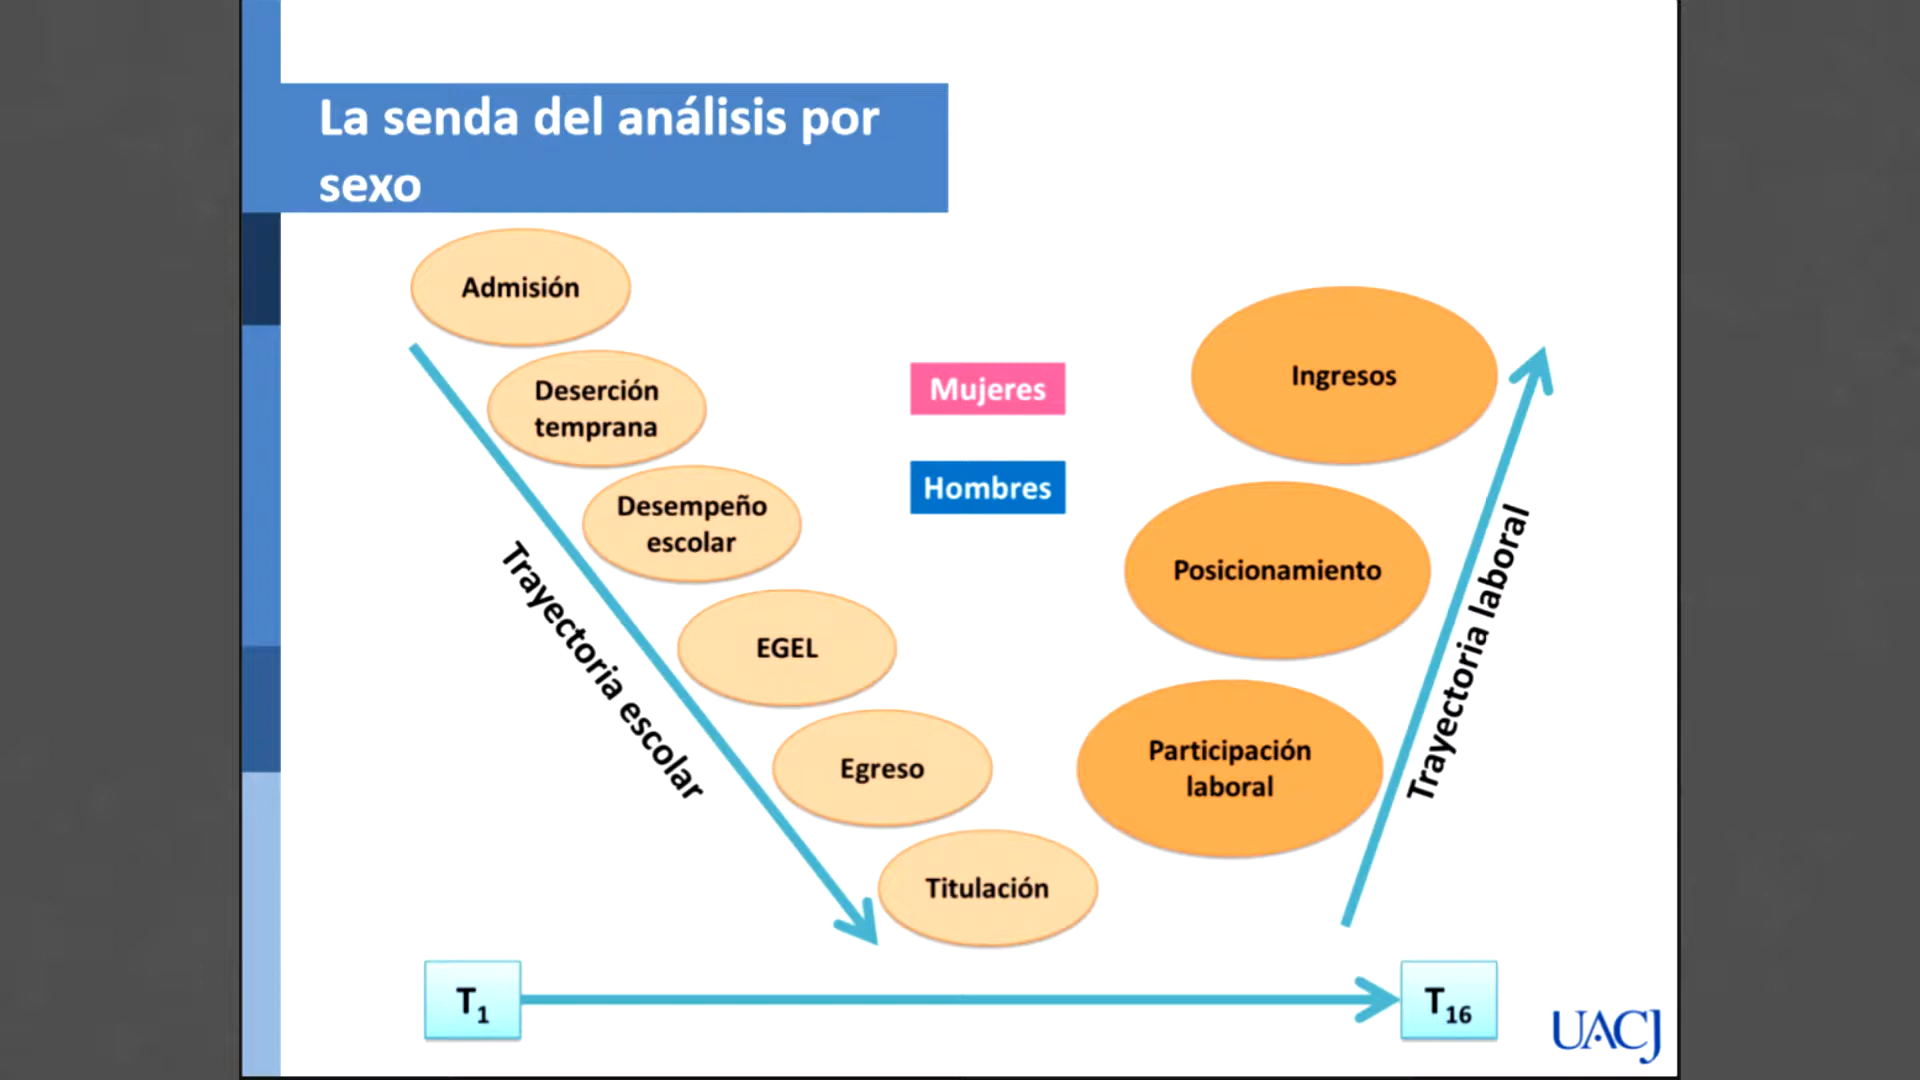 La senda del análisis por
sexo
Admisión
Deserción
temprana
Desempeño
escolar
EGEL
Egreso
Titulación
Trayectoria escolar
Mujeres
Hombres
Ingresos
Posicionamiento
Participación
laboral
Trayectoria laboral
T1
T16
UACJ